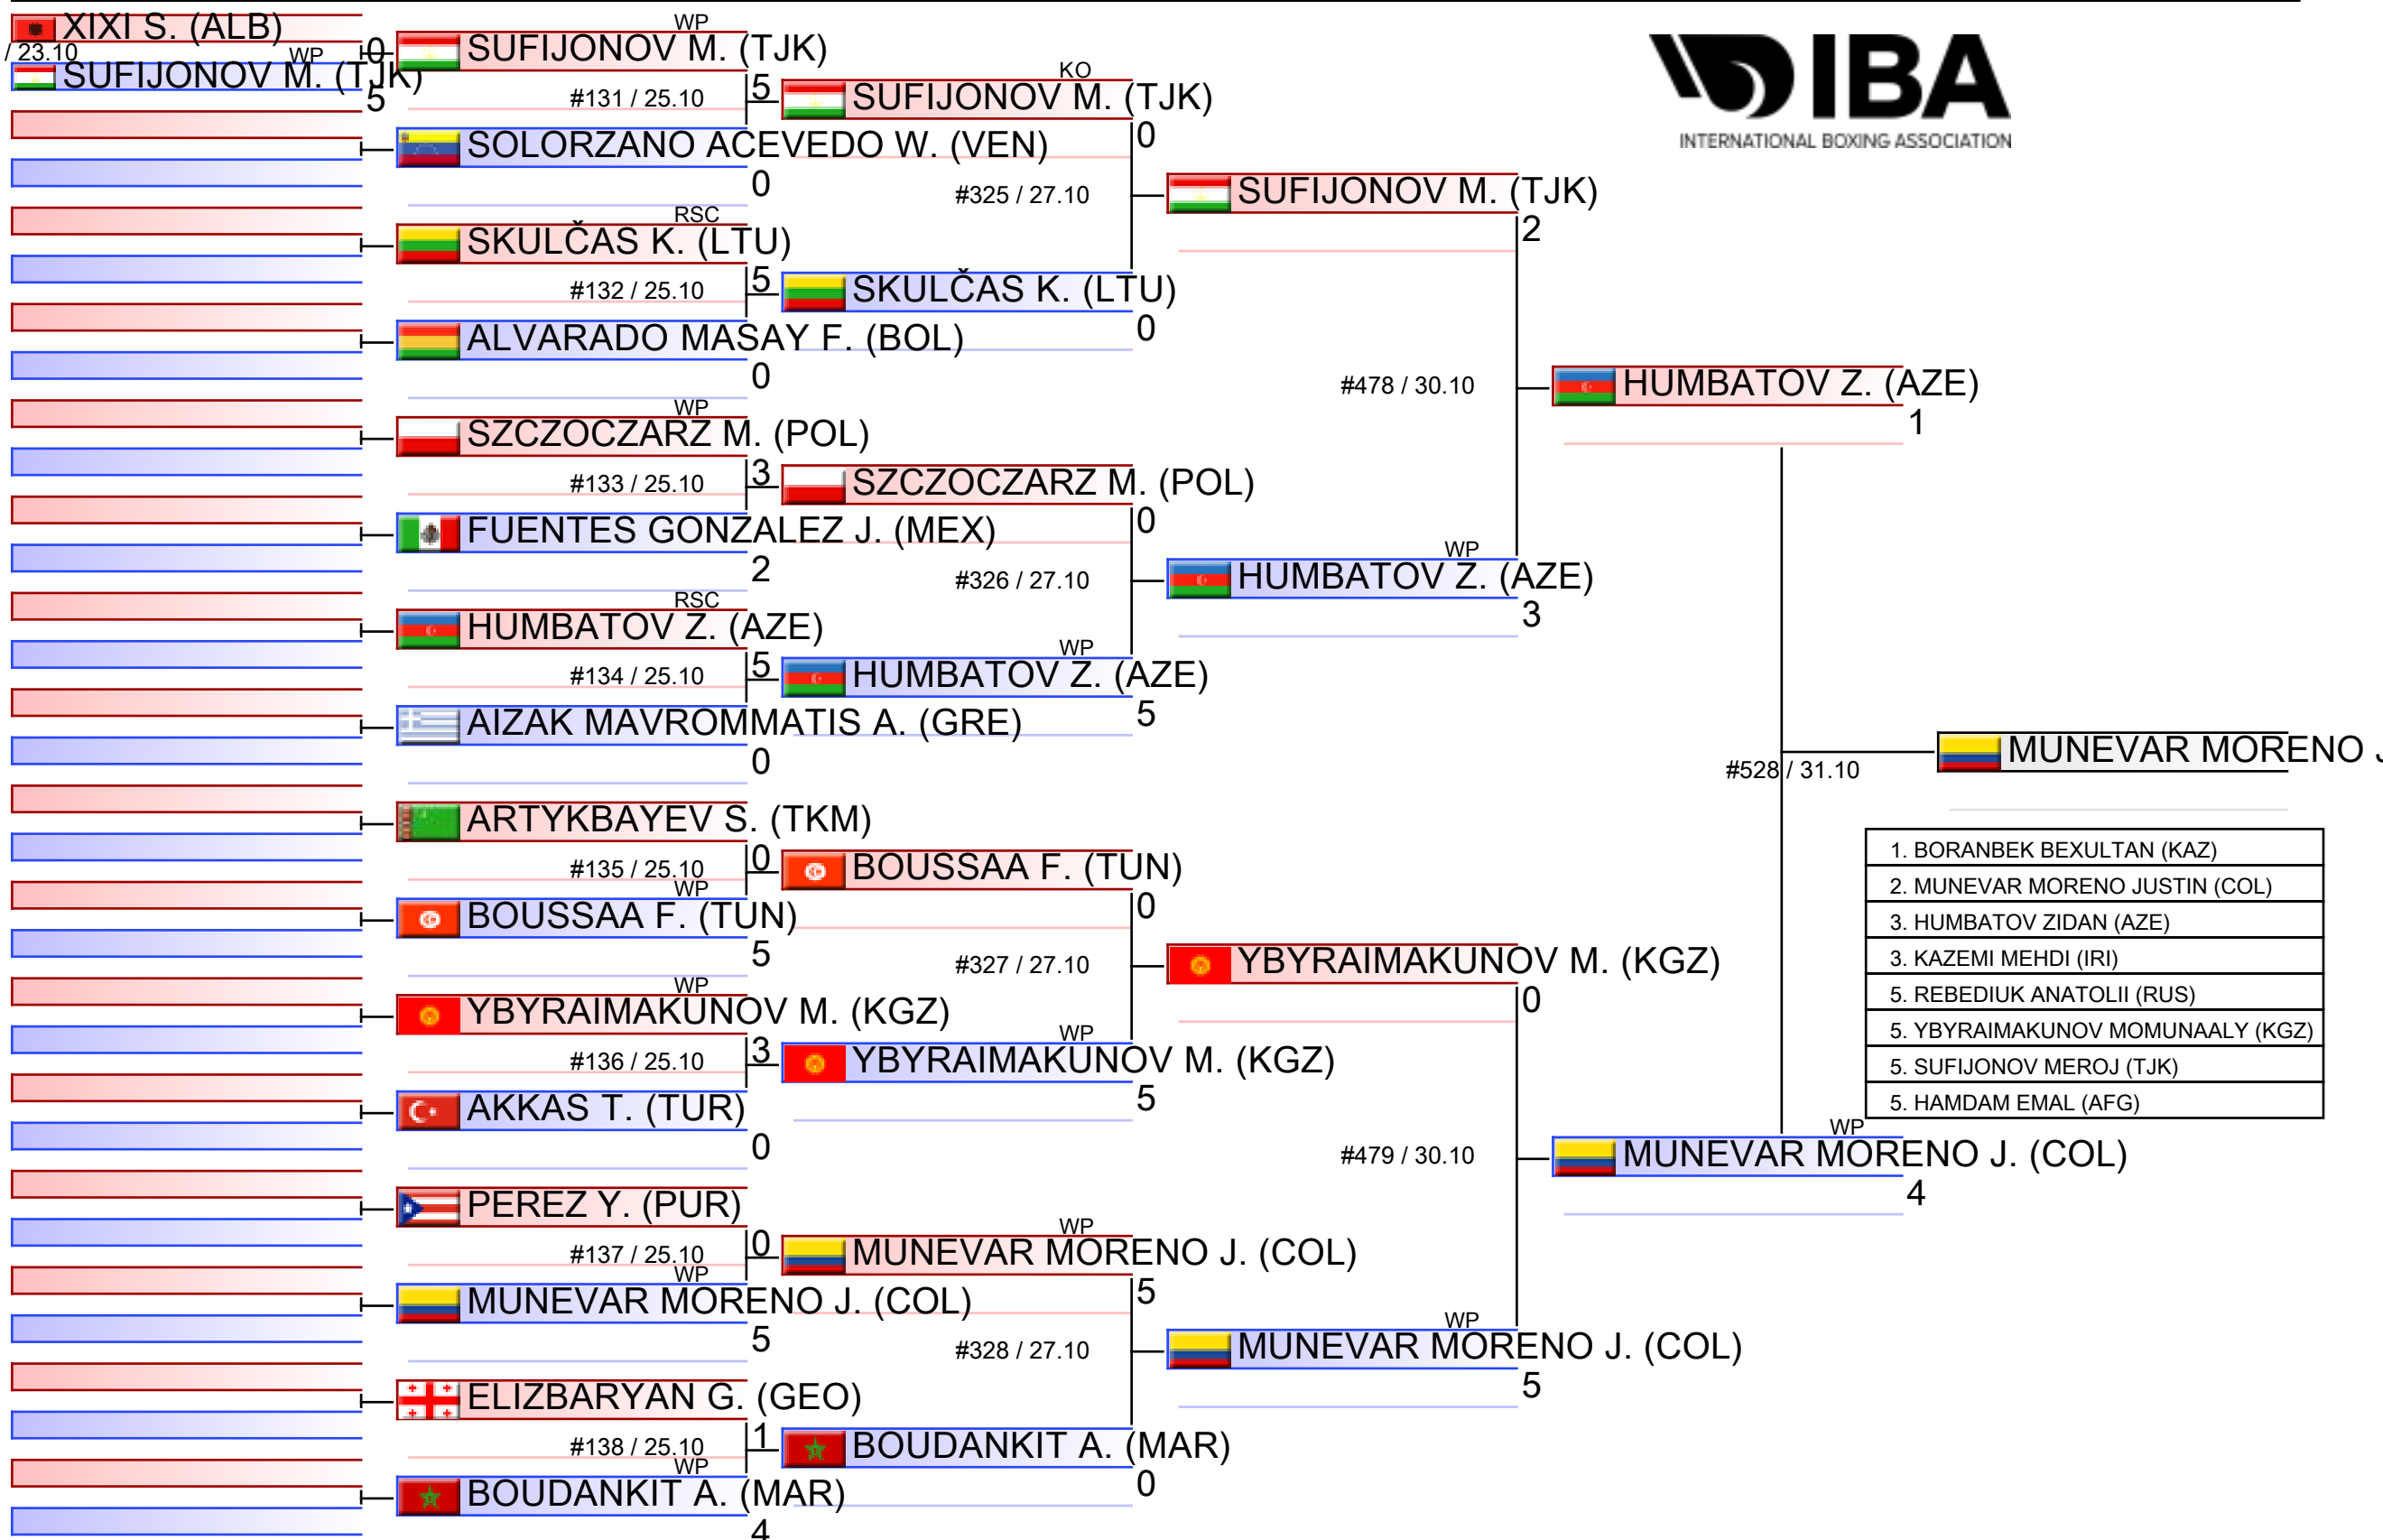 XIXI S. (ALB)
/ 23.10
WP
0
SUFIJONOV M. (TJK)
5
WP
SUFIJONOV M. (TJK)
5
#131 / 25.10
SOLORZANO ACEVEDO W. (VEN)
0
RSC
SKULČAS K. (LTU)
5
#132 / 25.10
ALVARADO MASAY F. (BOL)
0
WP
SZCZOCZARZ M. (POL)
3
#133 / 25.10
FUENTES GONZALEZ J. (MEX)
2
RSC
HUMBATOV Z. (AZE)
5
#134 / 25.10
AIZAK MAVROMMATIS A. (GRE)
0
ARTYKBAYEV S. (TKM)
0
#135 / 25.10
WP
BOUSSAA F. (TUN)
5
WP
YBYRAIMAKUNOV M. (KGZ)
3
#136 / 25.10
AKKAS T. (TUR)
0
PEREZ Y. (PUR)
0
#137 / 25.10
WP
MUNEVAR MORENO J. (COL)
5
ELIZBARYAN G. (GEO)
1
#138 / 25.10
WP
BOUDANKIT A. (MAR)
4
KO
SUFIJONOV M. (TJK)
0
#325 / 27.10
SKULČAS K. (LTU)
0
SZCZOCZARZ M. (POL)
0
#326 / 27.10
WP
HUMBATOV Z. (AZE)
5
BOUSSAA F. (TUN)
0
#327 / 27.10
WP
YBYRAIMAKUNOV M. (KGZ)
5
WP
MUNEVAR MORENO J. (COL)
5
#328 / 27.10
BOUDANKIT A. (MAR)
0
SUFIJONOV M. (TJK)
2
#478 / 30.10
WP
HUMBATOV Z. (AZE)
3
YBYRAIMAKUNOV M. (KGZ)
0
#479 / 30.10
WP
MUNEVAR MORENO J. (COL)
5
HUMBATOV Z. (AZE)
1
#528 / 31.10
WP
MUNEVAR MORENO J. (COL)
4
IBA
INTERNATIONAL BOXING ASSOCIATION
MUNEVAR MORENO J
1. BORANBEK BEXULTAN (KAZ)
2. MUNEVAR MORENO JUSTIN (COL)
3. HUMBATOV ZIDAN (AZE)
3. KAZEMI MEHDI (IRI)
5. REBEDIUK ANATOLII (RUS)
5. YBYRAIMAKUNOV MOMUNAALY (KGZ)
5. SUFIJONOV MEROJ (TJK)
5. HAMDAM EMAL (AFG)